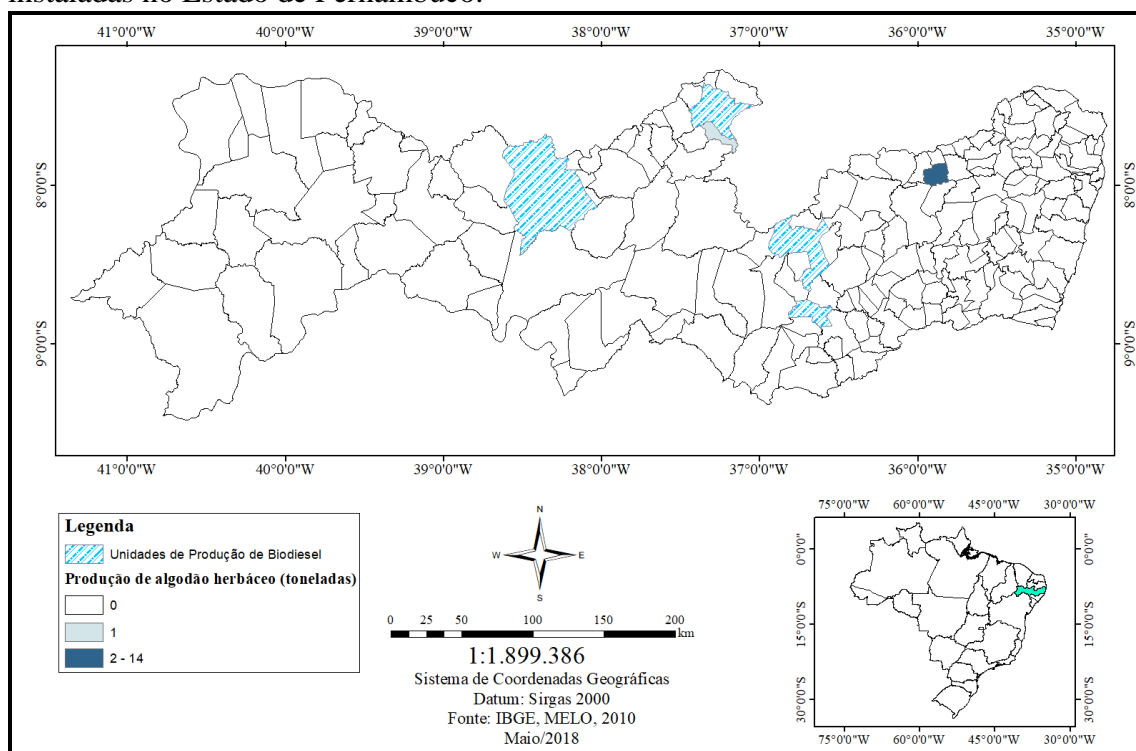 instaladas no Estado de Pernambuco.
41°0'0"W 40°0'0"W 39°0'0"W 38°0'0"W 37°0'0"W 36°0'0"W 35°0'0"W
8°0'0"S 8°0'0"S
9°0'0"S 9°0'0"S
41°0'0"W 40°0'0"W 39°0'0"W 38°0'0"W 37°0'0"W 36°0'0"W 35°0'0"W
Legenda
Unidades de Produção de Biodiesel
Produção de algodão herbáceo (toneladas)
0
1
2 - 14
N
W E
S
0 25 50 100 150 200
km
1:1.899.386
Sistema de Coordenadas Geográficas
Datum: Sirgas 2000
Fonte: IBGE, MELO, 2010
Maio/2018
75°0'0"W 60°0'0"W 45°0'0"W 30°0'0"W
0°0'0" 0°0'0"
15°0'0"S 15°0'0"S
30°0'0"S 30°0'0"S
75°0'0"W 60°0'0"W 45°0'0"W 30°0'0"W